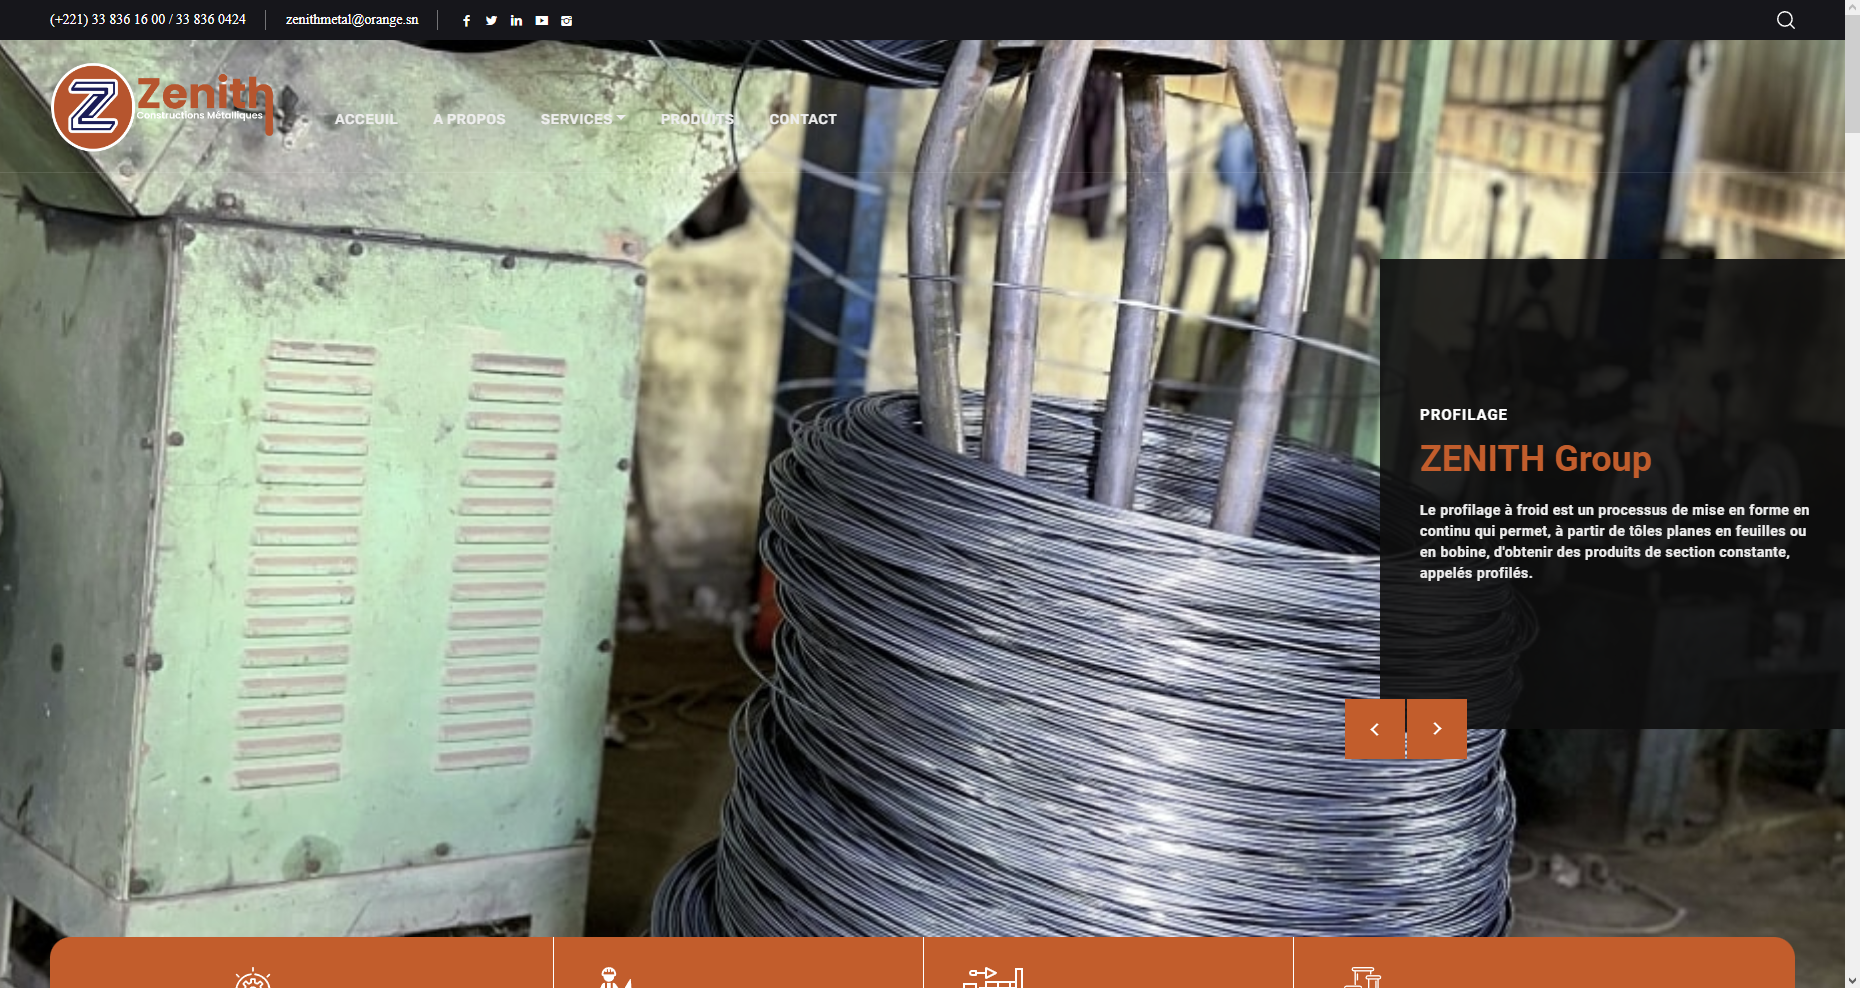 (+221) 33 836 16 00 / 33 836 0424
zenithmetal@orange.sn
Z Zenith
Constructions Métalliques
ACCEUIL A PROPOS SERVICES PRODUITS CONTACT
PROFILAGE
ZENITH Group
Le profilage à froid est un processus de mise en forme en
continu qui permet, à partir de tôles planes en feuilles ou
en bobine, d'obtenir des produits de section constante,
appelés profilés.